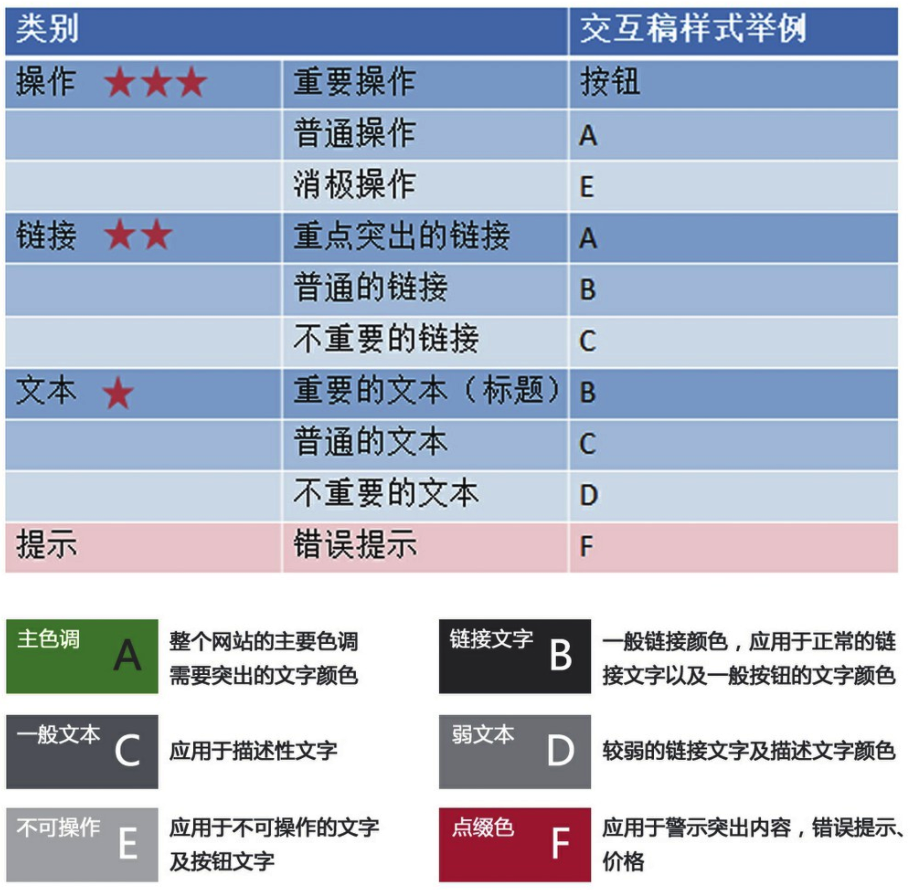 类别 交互稿样式举例
操作 ★★★ 重要操作 按钮
普通操作 A
消极操作 E
链接 ★★ 重点突出的链接 A
普通的链接 B
不重要的链接 C
文本 ★ 重要的文本（标题） B
普通的文本 C
不重要的文本 D
提示 错误提示 F
主色调 A
整个网站的主要色调
需要突出的文字颜色
链接文字 B
一般链接颜色，应用于正常的链
接文字以及一般按钮的文字颜色
一般文本 C
应用于描述性文字
弱文本 D
较弱的链接文字及描述文字颜色
不可操作 E
应用于不可操作的文字
及按钮文字
点缀色 F
应用于警示突出内容，错误提示、
价格